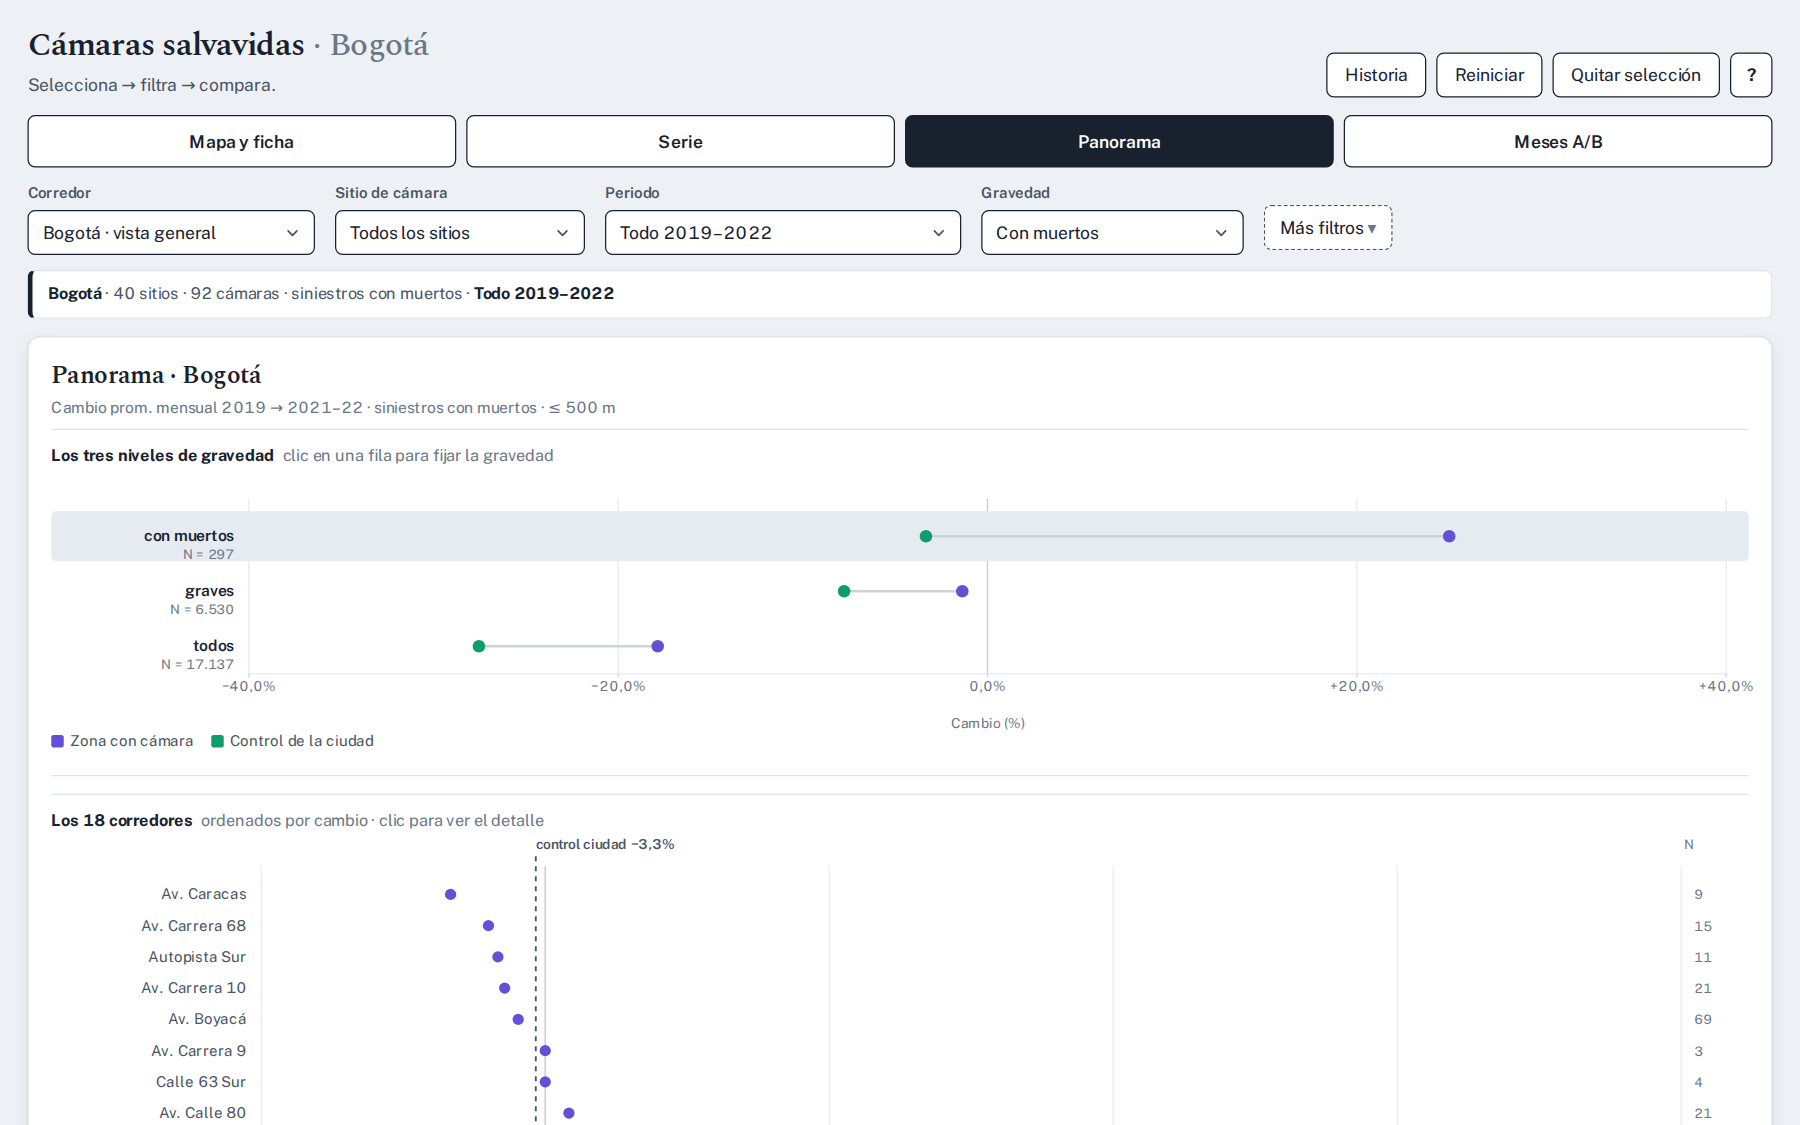 Cámaras salvavidas · Bogotá
Selecciona → filtra → compara.
Historia
Reiniciar
Quitar selección
?
Mapa y ficha
Serie
Panorama
Meses A/B
Corredor
Sitio de cámara
Periodo
Gravedad
Bogotá · vista general
Todos los sitios
Todo 2019–2022
Con muertos
Más filtros ▾
Bogotá · 40 sitios · 92 cámaras · siniestros con muertos · Todo 2019–2022
Panorama · Bogotá
Cambio prom. mensual 2019 → 2021–22 · siniestros con muertos · ≤ 500 m
Los tres niveles de gravedad clic en una fila para fijar la gravedad
con muertos
N = 297
graves
N = 6.530
todos
N = 17.137
−40,0%
−20,0%
0,0%
+20,0%
+40,0%
Cambio (%)
Zona con cámara
Control de la ciudad
Los 18 corredores ordenados por cambio · clic para ver el detalle
control ciudad −3,3%
N
Av. Caracas
9
Av. Carrera 68
15
Autopista Sur
11
Av. Carrera 10
21
Av. Boyacá
69
Av. Carrera 9
3
Calle 63 Sur
4
Av. Calle 80
21